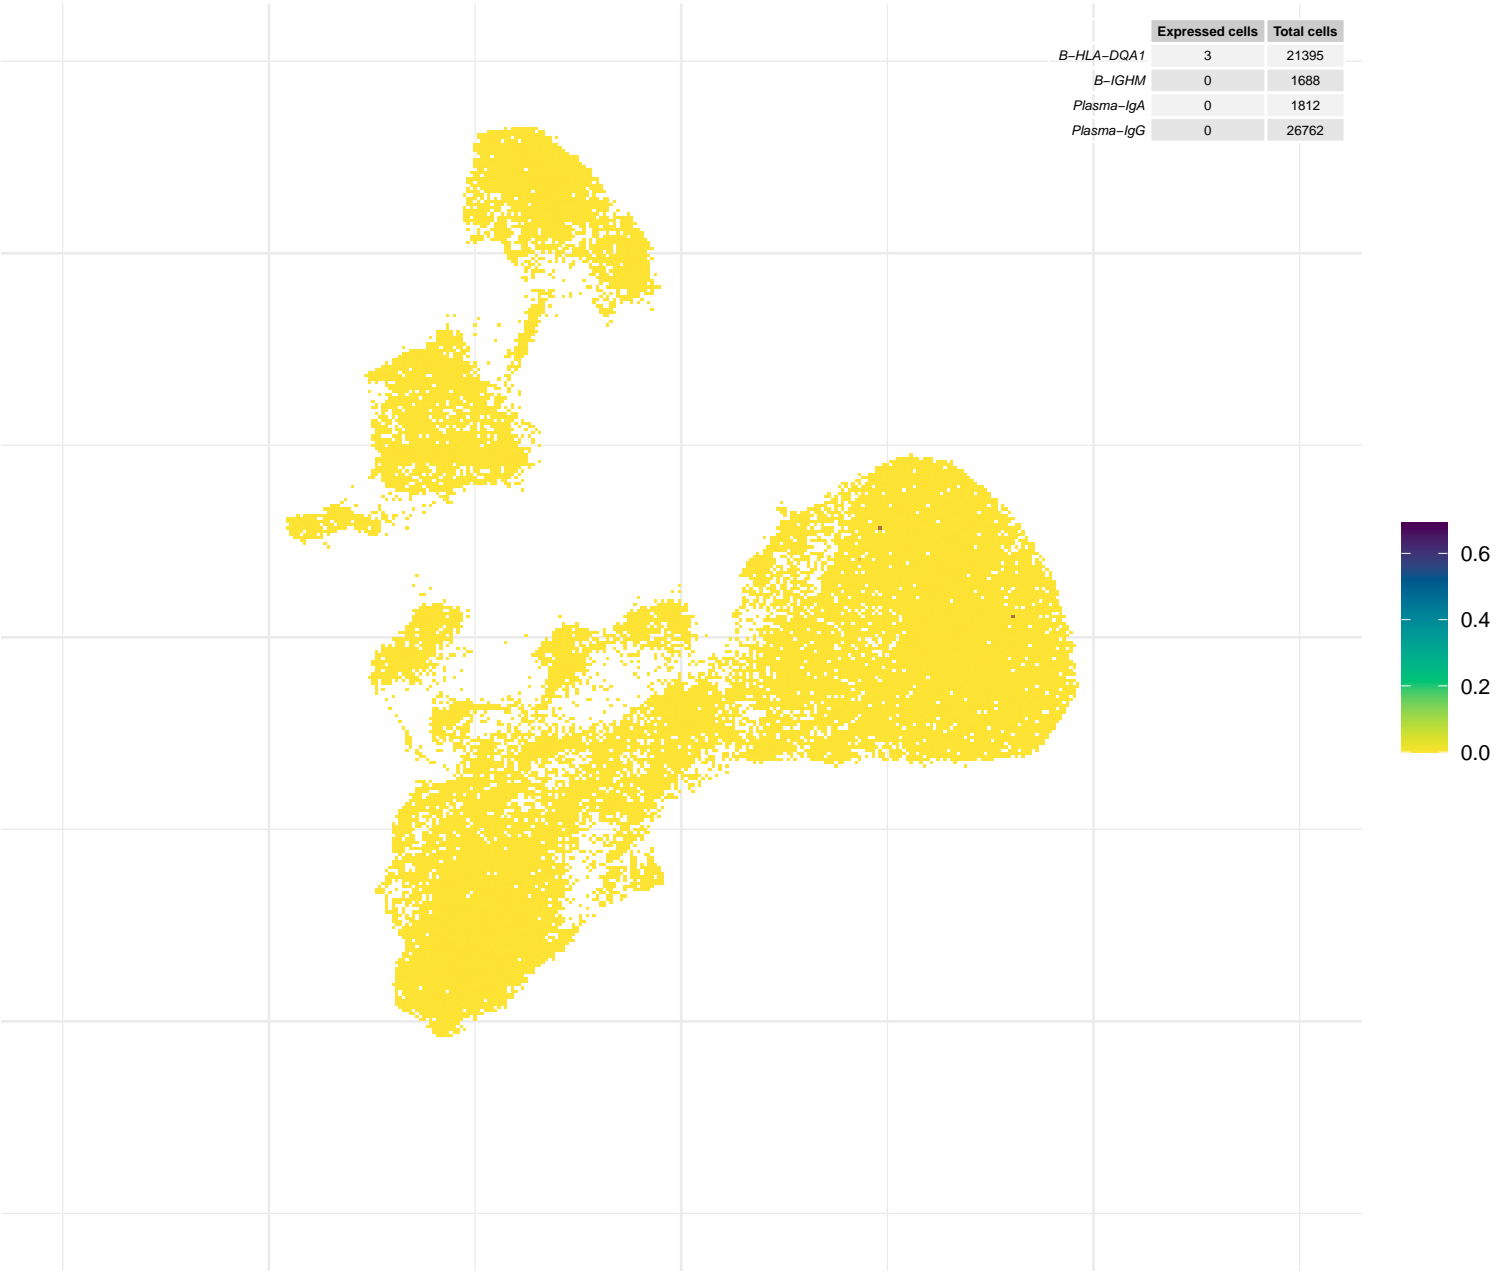 Expressed cells Total cells
B−HLA−DQA1 3 21395
B−IGHM 0 1688
Plasma−IgA 0 1812
Plasma−IgG 0 26762
0.6
0.4
0.2
0.0